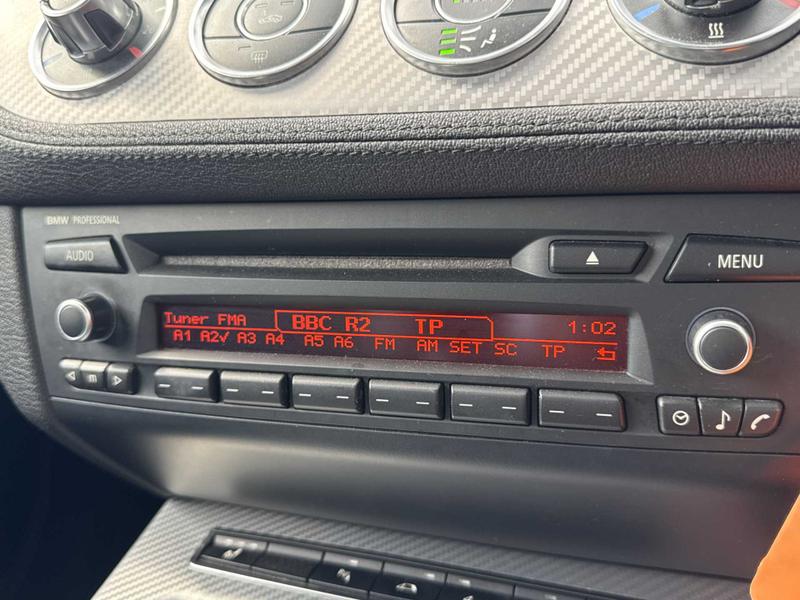 BMW PROFESSIONAL
AUDIO
MENU
Tuner FMA BBC R2 TP 1:02
A1 A2√ A3 A4 A5 A6 FM AM SET SC TP
m